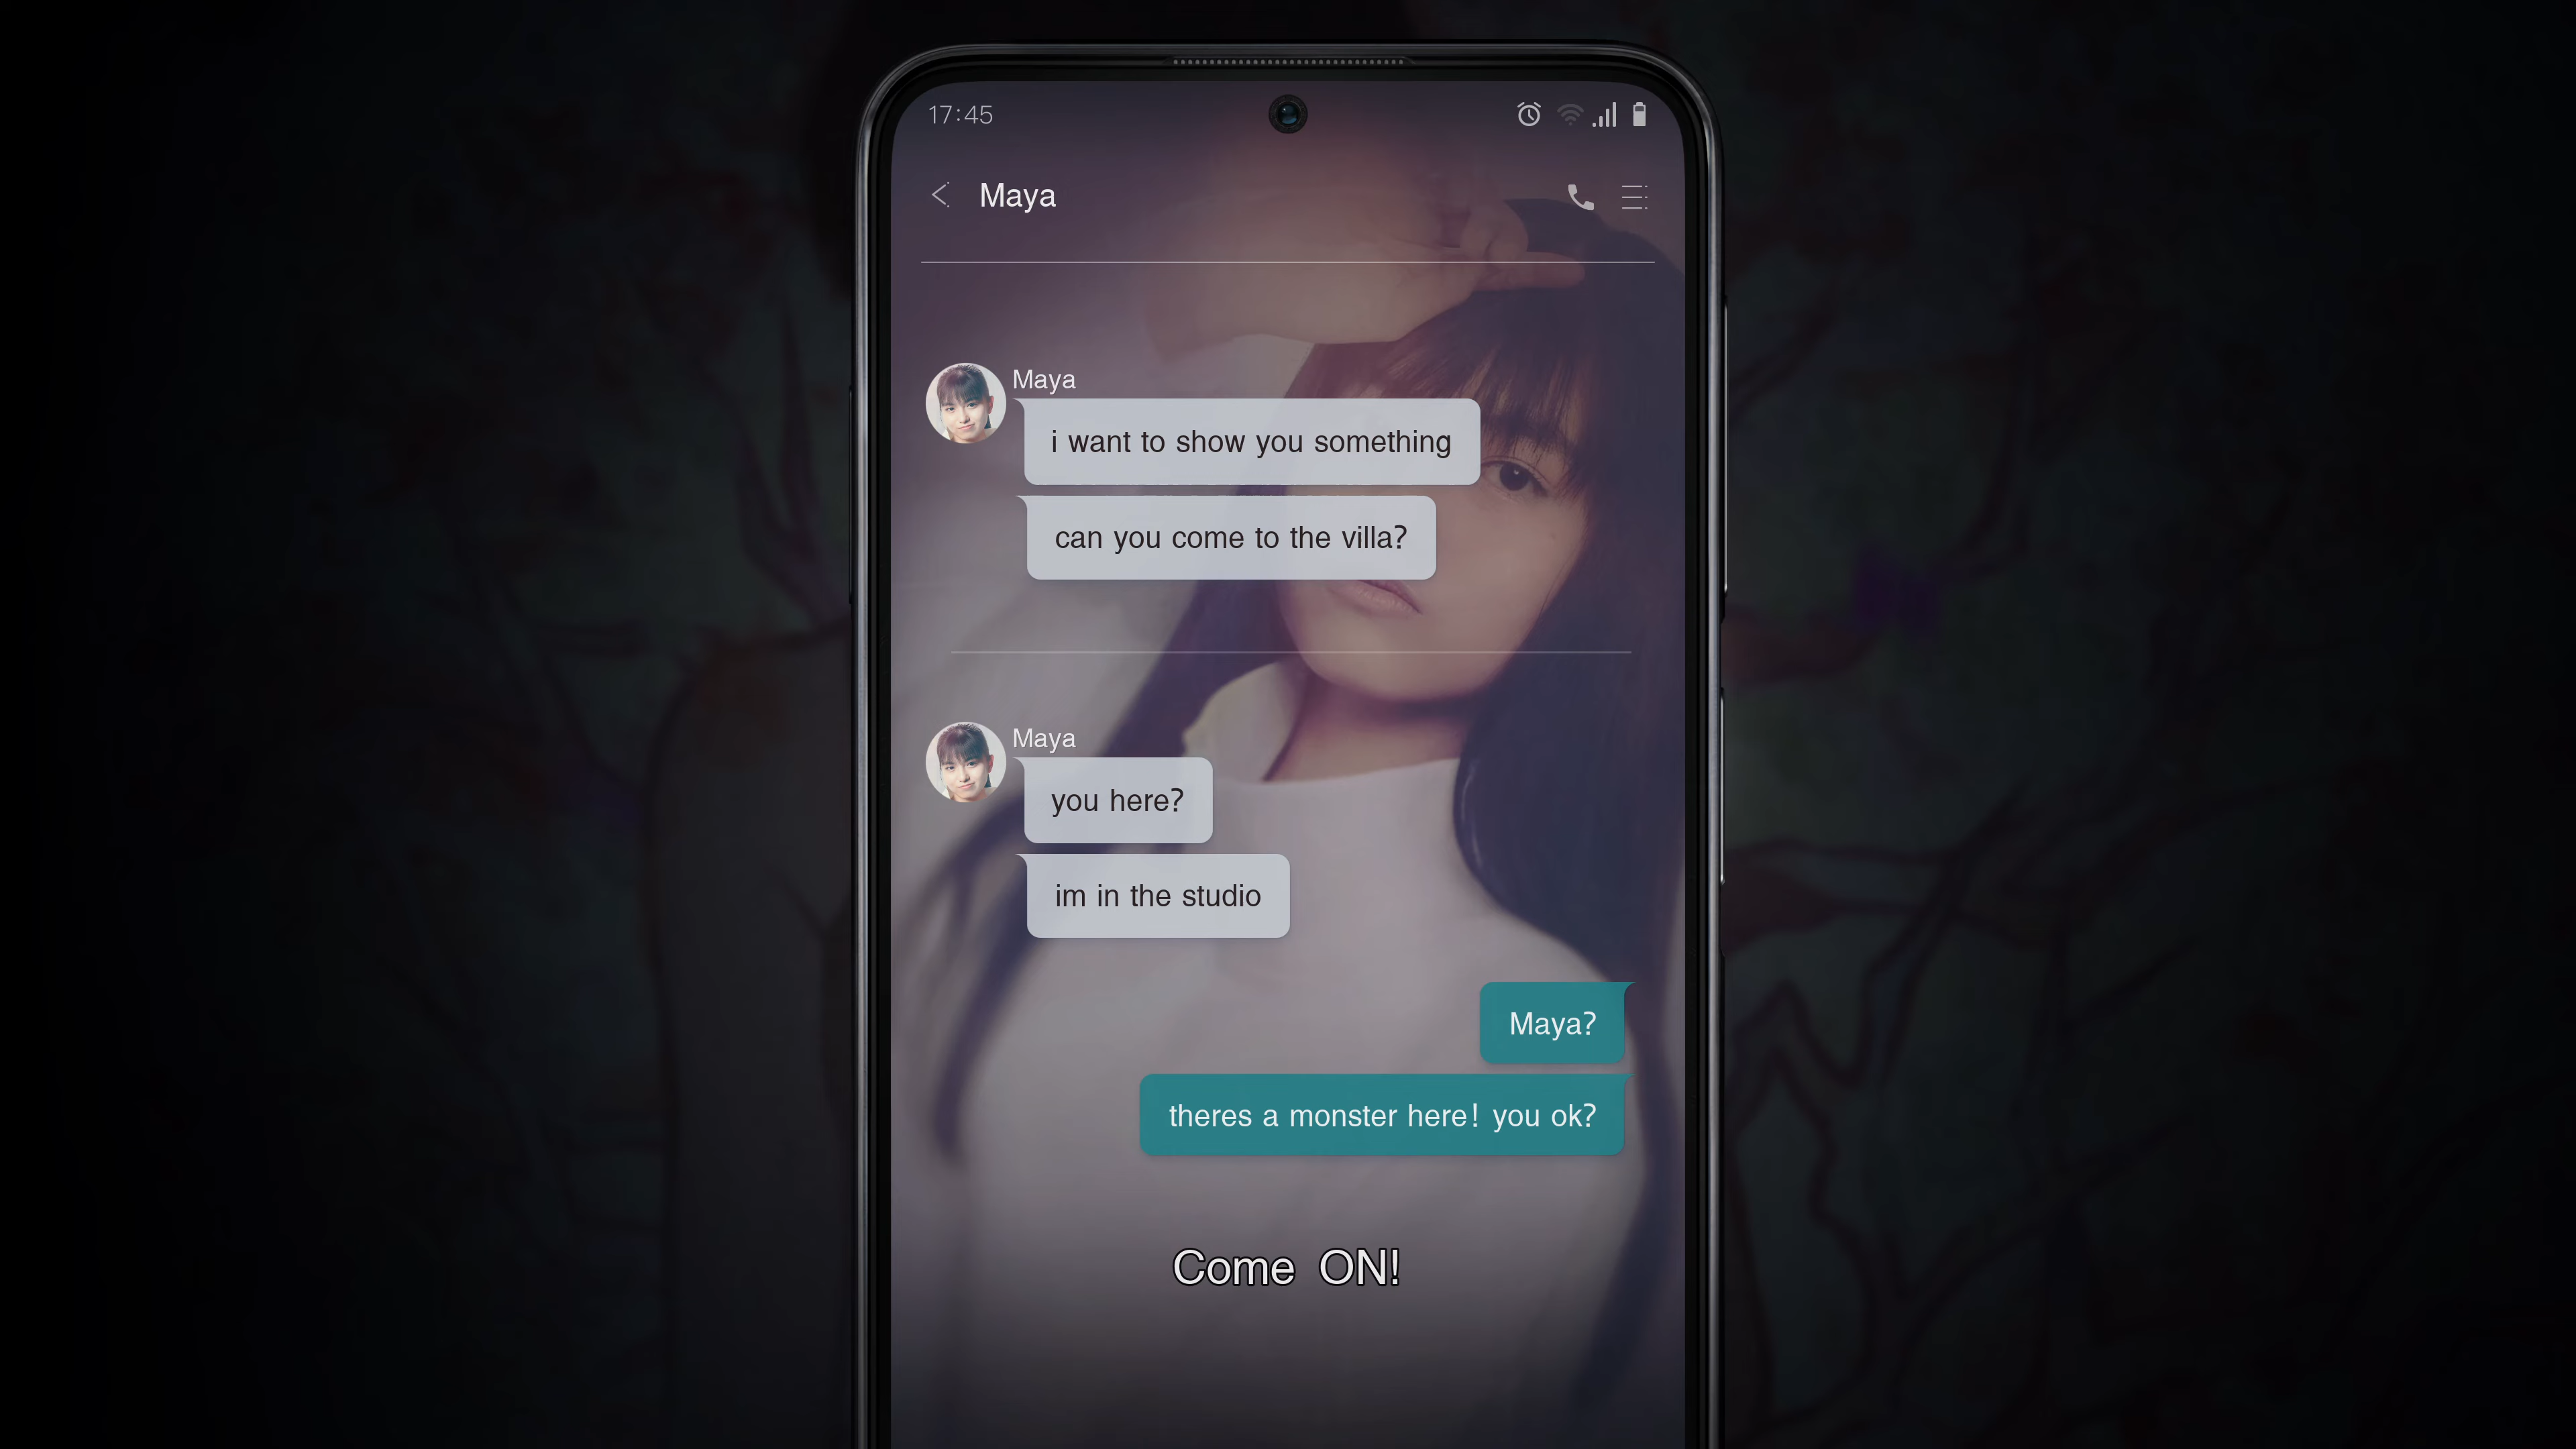 17:45
Maya
Maya
i want to show you something
can you come to the villa?
Maya
you here?
im in the studio
Maya?
theres a monster here! you ok?
Come ON!